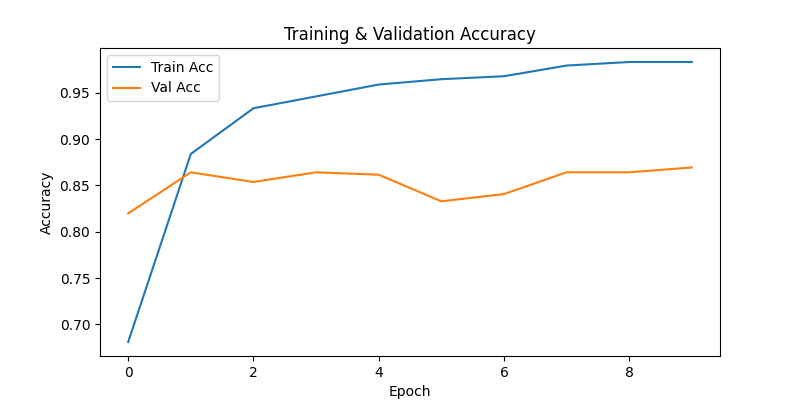 Training & Validation Accuracy
Train Acc
Val Acc
0.95
0.90
0.85
0.80
0.75
0.70
Accuracy
0 2 4 6 8
Epoch